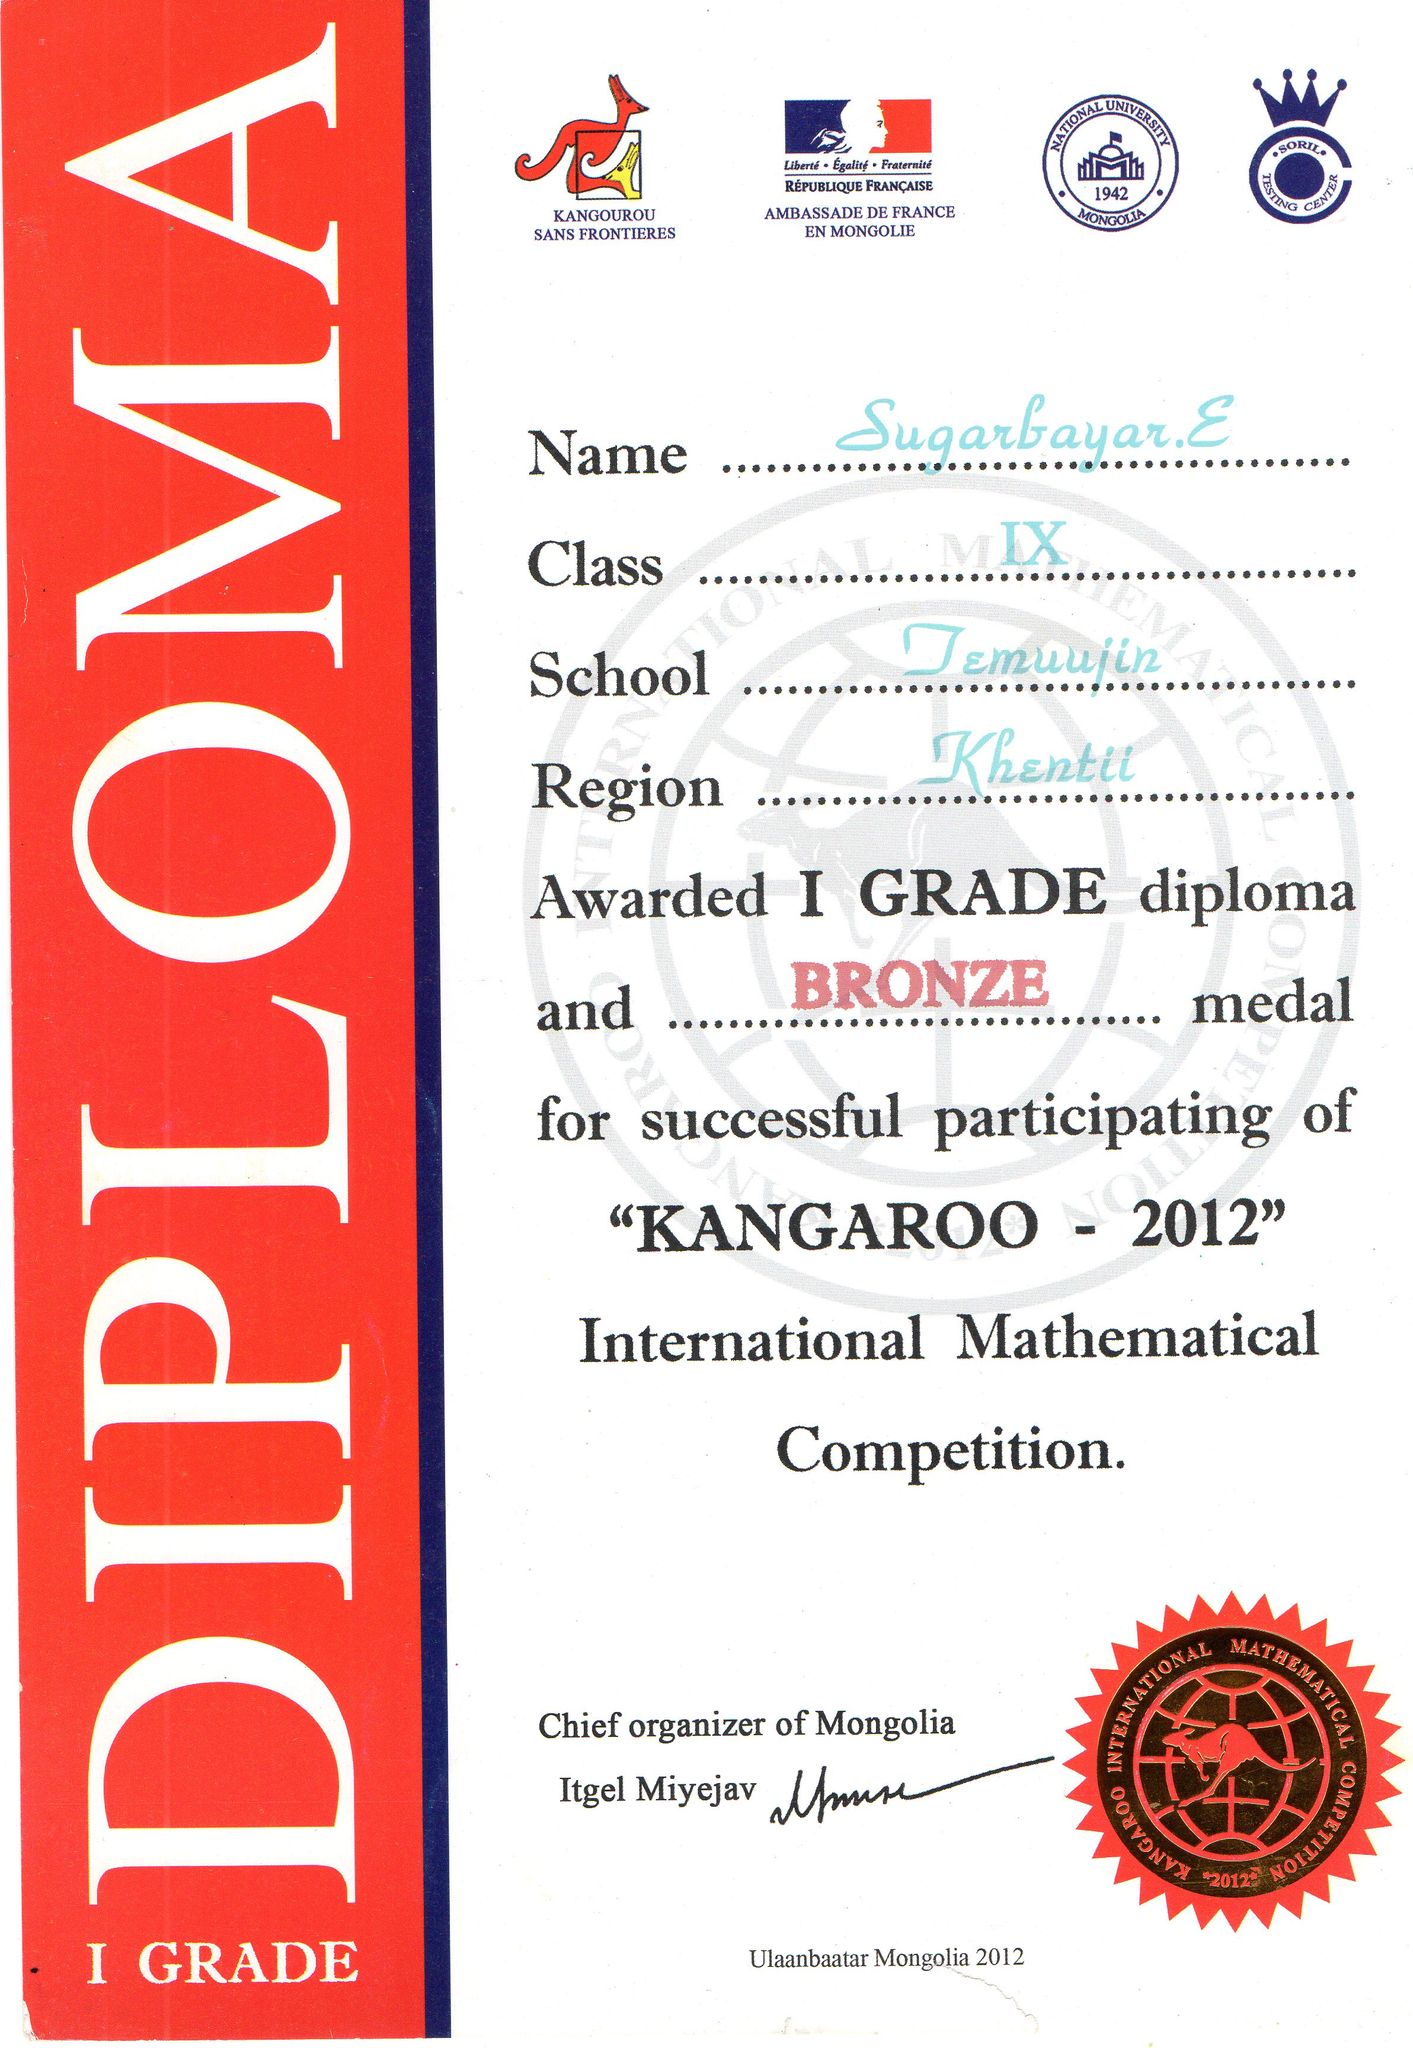 DIPLOMA
I GRADE
KANGOUROU
SANS FRONTIERES
Liberté • Égalité • Fraternité
RÉPUBLIQUE FRANÇAISE
AMBASSADE DE FRANCE
EN MONGOLIE
NATIONAL UNIVERSITY
1942
MONGOLIA
SORIL
TESTING CENTER
Name Sugarbayar.E
Class IX
School Temuujin
Region Khentii
Awarded I GRADE diploma
and BRONZE medal
for successful participating of
“KANGAROO - 2012”
International Mathematical
Competition.
KANGAROO INTERNATIONAL MATHEMATICAL COMPETITION
*2012*
Chief organizer of Mongolia
Itgel Miyejav
KANGAROO INTERNATIONAL MATHEMATICAL COMPETITION
*2012*
Ulaanbaatar Mongolia 2012